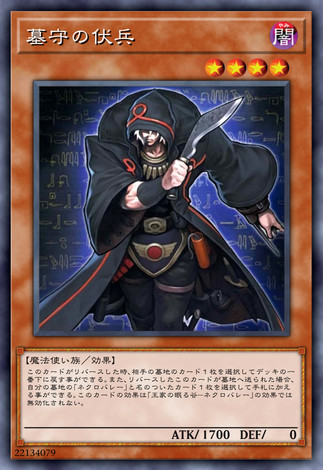 墓守の伏兵
闇
やみ
【魔法使い族/効果】
このカードがリバースした時、相手の墓地のカード1枚を選択してデッキの一
番下に戻す事ができる。また、リバースしたこのカードが墓地へ送られた場合、
自分の墓地の「ネクロバレー」と名のついたカード1枚を選択して手札に加え
る事ができる。このカードの効果は「王家の眠る谷-ネクロバレー」の効果では
無効化されない。
ATK/ 1700 DEF/ 0
22134079